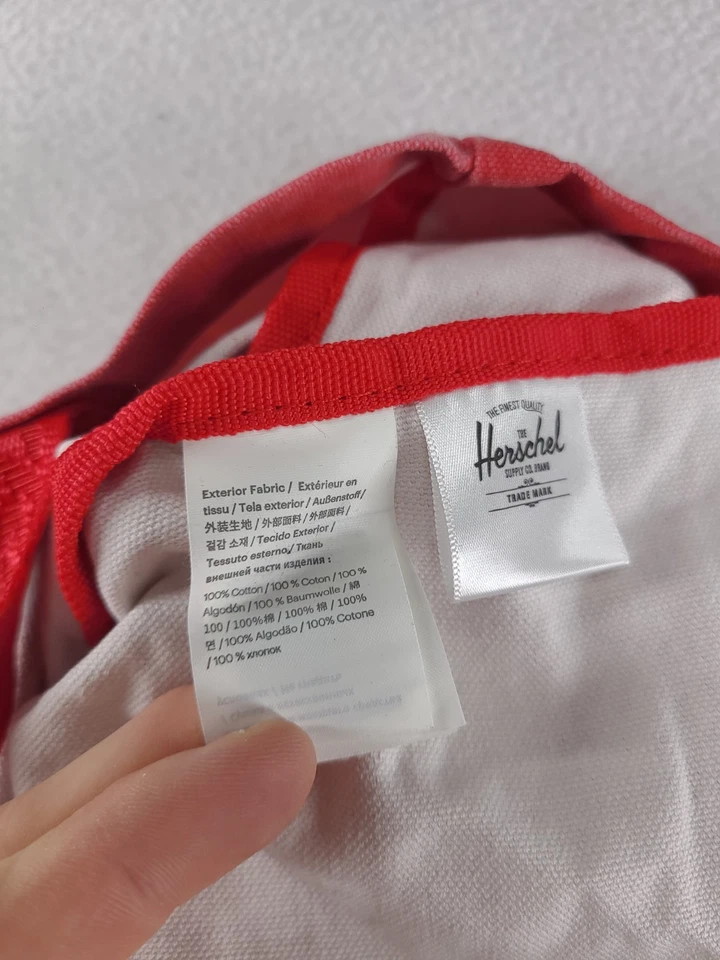 Exterior Fabric / Extérieur en
tissu / Tela exterior / Außenstoff/
外装生地 / 外部面料 / 外部面料 /
겉감 소재 / Tecido Exterior /
Tessuto esterno / Ткань
внешней части изделия :
100% Cotton / 100 % Coton / 100 %
Algodón / 100 % Baumwolle / 綿
100 / 100% 棉 / 100% 棉 / 100%
면 / 100% Algodão / 100% Cotone
/ 100 % хлопок
THE FINEST QUALITY
THE
Herschel
SUPPLY CO. BRAND
TRADE MARK